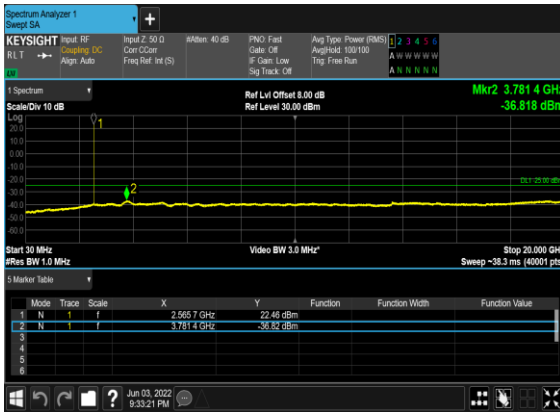 Spectrum Analyzer 1
Swept SA
+
KEYSIGHT Input: RF Input Z: 50 Ω #Atten: 40 dB PNO: Fast Avg Type: Power (RMS) 1 2 3 4 5 6
RLT Coupling: DC Corr CCorr Gate: Off Avg|Hold: 100/100 A W W W W W
Align: Auto Freq Ref: Int (S) IF Gain: Low Trig: Free Run
Sig Track: Off A N N N N N
1 Spectrum Ref Lvl Offset 8.00 dB Mkr2 3.781 4 GHz
Scale/Div 10 dB Ref Level 30.00 dBm -36.818 dBm
Log
1
20.0
10.0
0.00
-10.0
-20.0
DL1 -25.00 dBm
-30.0
2
-40.0
-50.0
-60.0
Start 30 MHz Video BW 3.0 MHz* Stop 20.000 GHz
#Res BW 1.0 MHz Sweep ~38.3 ms (40001 pts)
5 Marker Table
Mode Trace Scale X Y Function Function Width Function Value
1 N 1 f 2.565 7 GHz 22.46 dBm
2 N 1 f 3.781 4 GHz -36.82 dBm
3
4
5
6
? Jun 03, 2022
9:33:21 PM